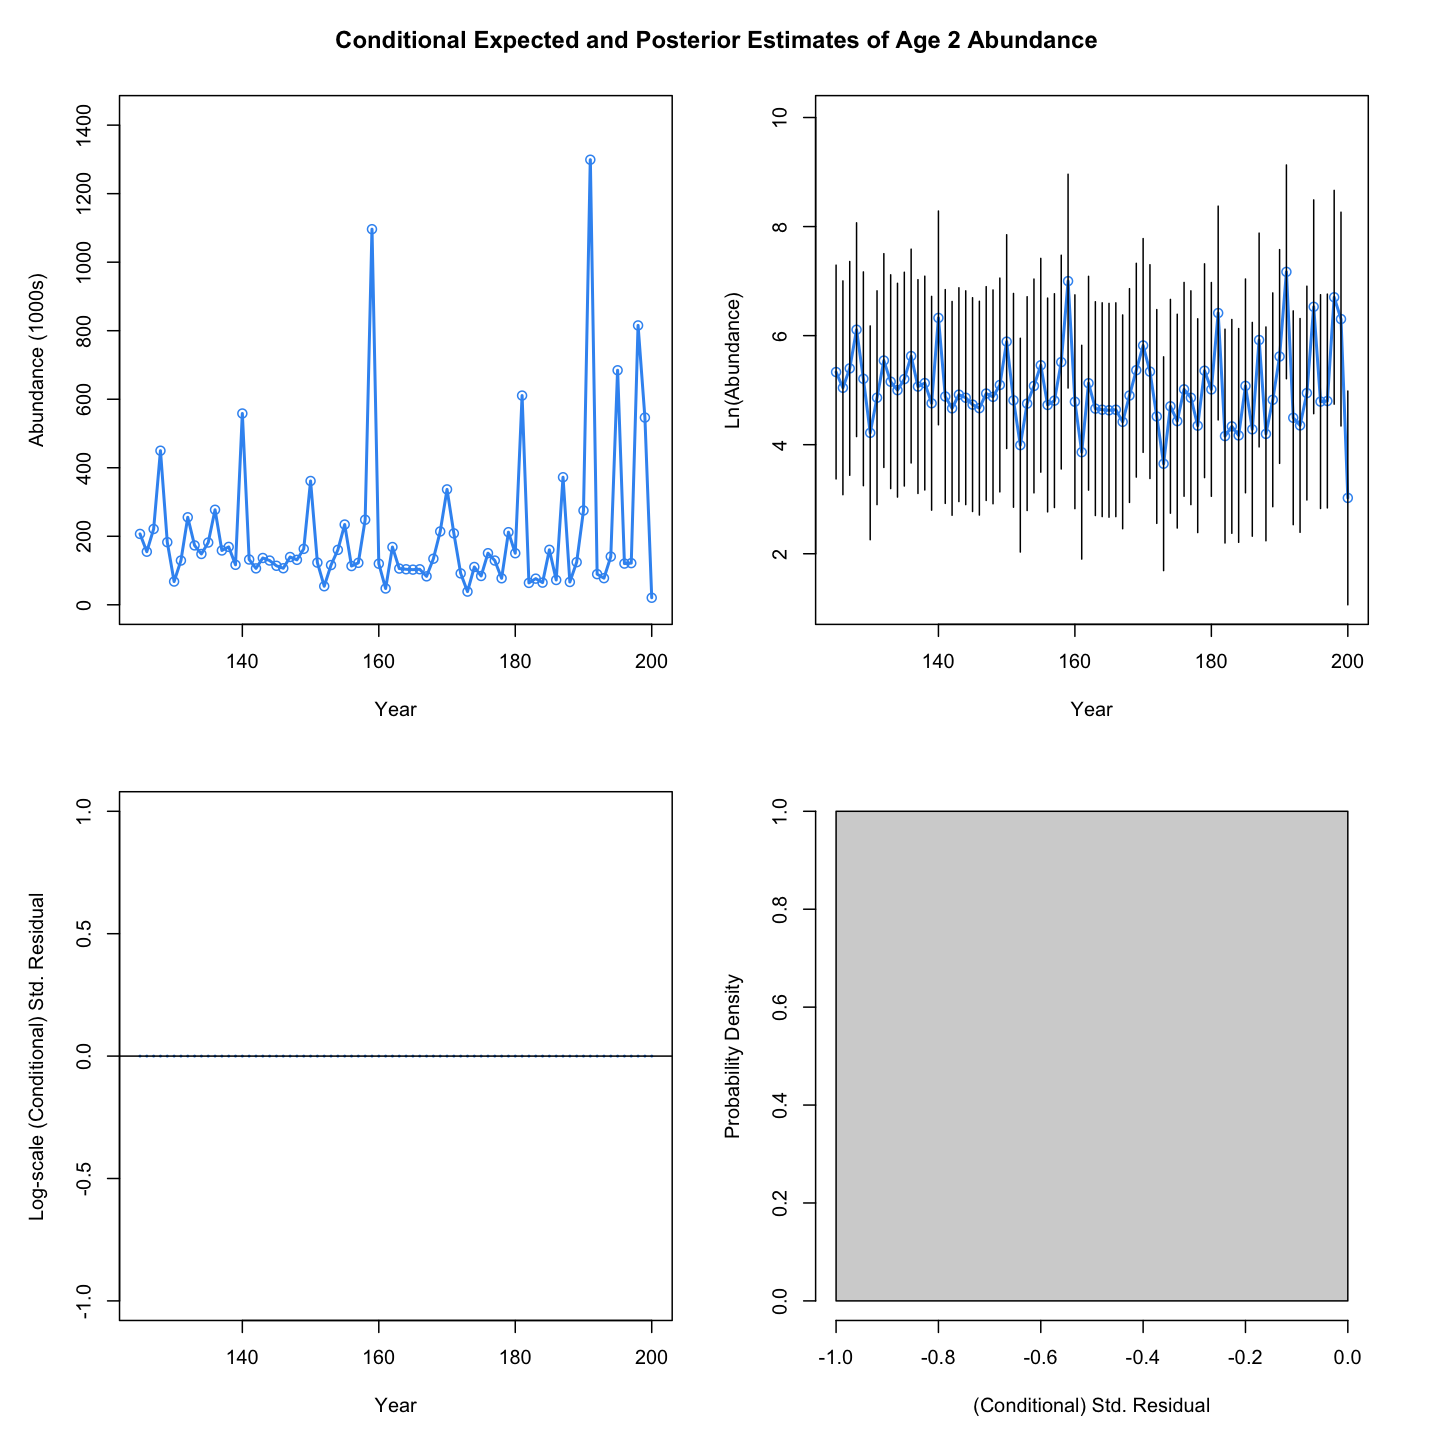 Conditional Expected and Posterior Estimates of Age 2 Abundance
Abundance (1000s)
1400
1200
1000
800
600
400
200
0
140 160 180 200
Year
Ln(Abundance)
10
8
6
4
2
140 160 180 200
Year
Log-scale (Conditional) Std. Residual
1.0
0.5
0.0
-0.5
-1.0
140 160 180 200
Year
Probability Density
1.0
0.8
0.6
0.4
0.2
0.0
-1.0 -0.8 -0.6 -0.4 -0.2 0.0
(Conditional) Std. Residual